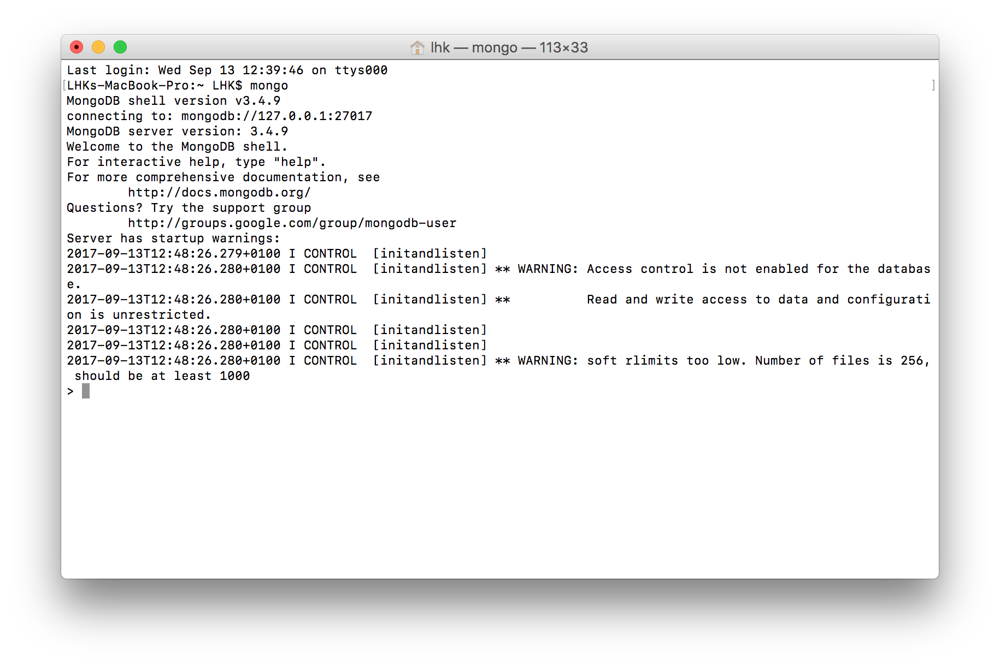 lhk — mongo — 113×33
Last login: Wed Sep 13 12:39:46 on ttys000
[LHKs-MacBook-Pro:~ LHK$ mongo ]
MongoDB shell version v3.4.9
connecting to: mongodb://127.0.0.1:27017
MongoDB server version: 3.4.9
Welcome to the MongoDB shell.
For interactive help, type "help".
For more comprehensive documentation, see
        http://docs.mongodb.org/
Questions? Try the support group
        http://groups.google.com/group/mongodb-user
Server has startup warnings:
2017-09-13T12:48:26.279+0100 I CONTROL  [initandlisten]
2017-09-13T12:48:26.280+0100 I CONTROL  [initandlisten] ** WARNING: Access control is not enabled for the databas
e.
2017-09-13T12:48:26.280+0100 I CONTROL  [initandlisten] **          Read and write access to data and configurati
on is unrestricted.
2017-09-13T12:48:26.280+0100 I CONTROL  [initandlisten]
2017-09-13T12:48:26.280+0100 I CONTROL  [initandlisten]
2017-09-13T12:48:26.280+0100 I CONTROL  [initandlisten] ** WARNING: soft rlimits too low. Number of files is 256,
 should be at least 1000
>